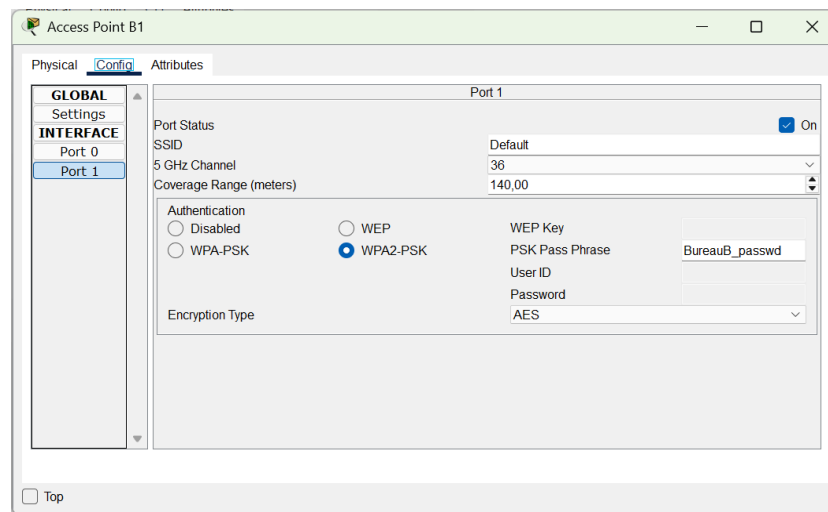 Access Point B1
Physical Config Attributes
GLOBAL
Settings
INTERFACE
Port 0
Port 1
Port 1
Port Status On
SSID Default
5 GHz Channel 36
Coverage Range (meters) 140,00
Authentication
Disabled WEP WEP Key
WPA-PSK WPA2-PSK PSK Pass Phrase BureauB_passwd
User ID
Password
Encryption Type AES
Top